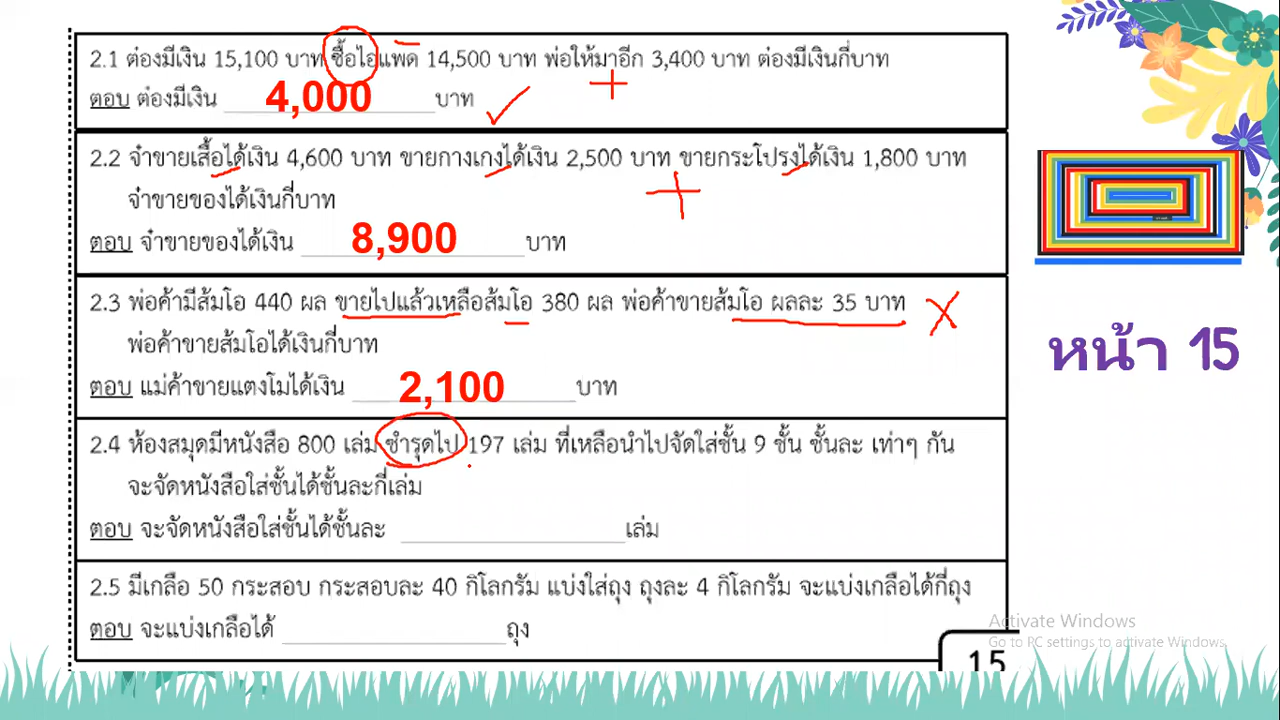 2.1 ต่องมีเงิน 15,100 บาท ซื้อไอแพด 14,500 บาท พ่อให้มาอีก 3,400 บาท ต่องมีเงินกี่บาท
ตอบ ต่องมีเงิน 4,000 บาท
2.2 จ๋าขายเสื้อได้เงิน 4,600 บาท ขายกางเกงได้เงิน 2,500 บาท ขายกระโปรงได้เงิน 1,800 บาท
จ๋าขายของได้เงินกี่บาท
ตอบ จ๋าขายของได้เงิน 8,900 บาท
2.3 พ่อค้ามีส้มโอ 440 ผล ขายไปแล้วเหลือส้มโอ 380 ผล พ่อค้าขายส้มโอ ผลละ 35 บาท
พ่อค้าขายส้มโอได้เงินกี่บาท
ตอบ แม่ค้าขายแตงโมได้เงิน 2,100 บาท
หน้า 15
2.4 ห้องสมุดมีหนังสือ 800 เล่ม ชำรุดไป 197 เล่ม ที่เหลือนำไปจัดใส่ชั้น 9 ชั้น ชั้นละ เท่าๆ กัน
จะจัดหนังสือใส่ชั้นได้ชั้นละกี่เล่ม
ตอบ จะจัดหนังสือใส่ชั้นได้ชั้นละ เล่ม
2.5 มีเกลือ 50 กระสอบ กระสอบละ 40 กิโลกรัม แบ่งใส่ถุง ถุงละ 4 กิโลกรัม จะแบ่งเกลือได้กี่ถุง
ตอบ จะแบ่งเกลือได้ ถุง
Activate Windows
Go to PC settings to activate Windows.
15